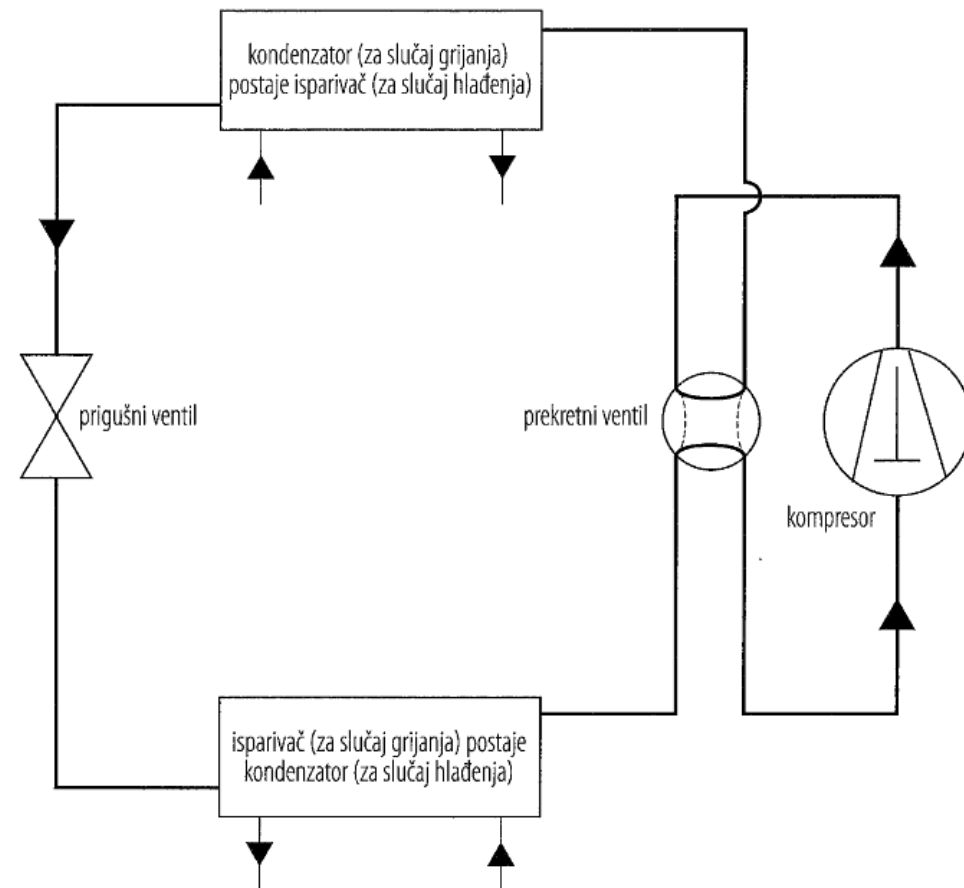 kondenzator (za slučaj grijanja)
postaje isparivač (za slučaj hlađenja)
prigušni ventil
prekretni ventil
kompresor
isparivač (za slučaj grijanja) postaje
kondenzator (za slučaj hlađenja)